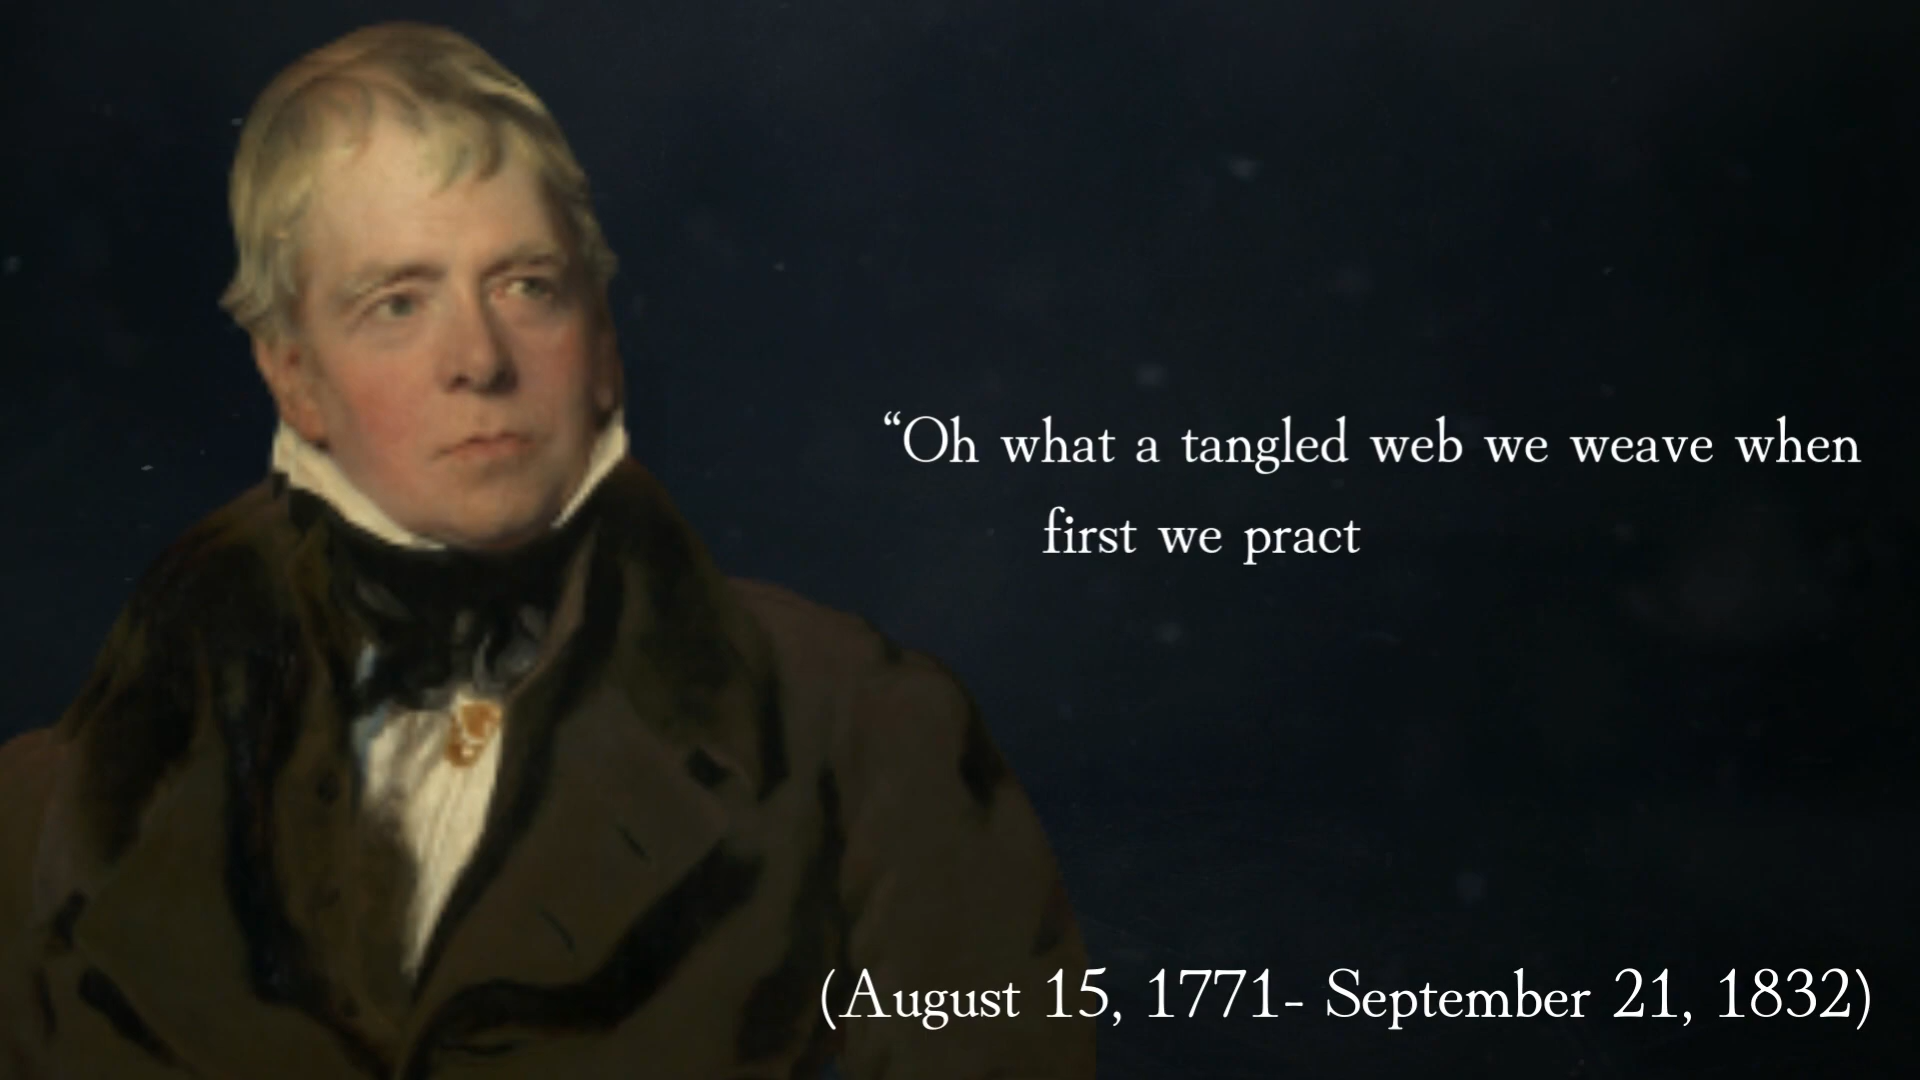 “Oh what a tangled web we weave when
first we pract
(August 15, 1771- September 21, 1832)